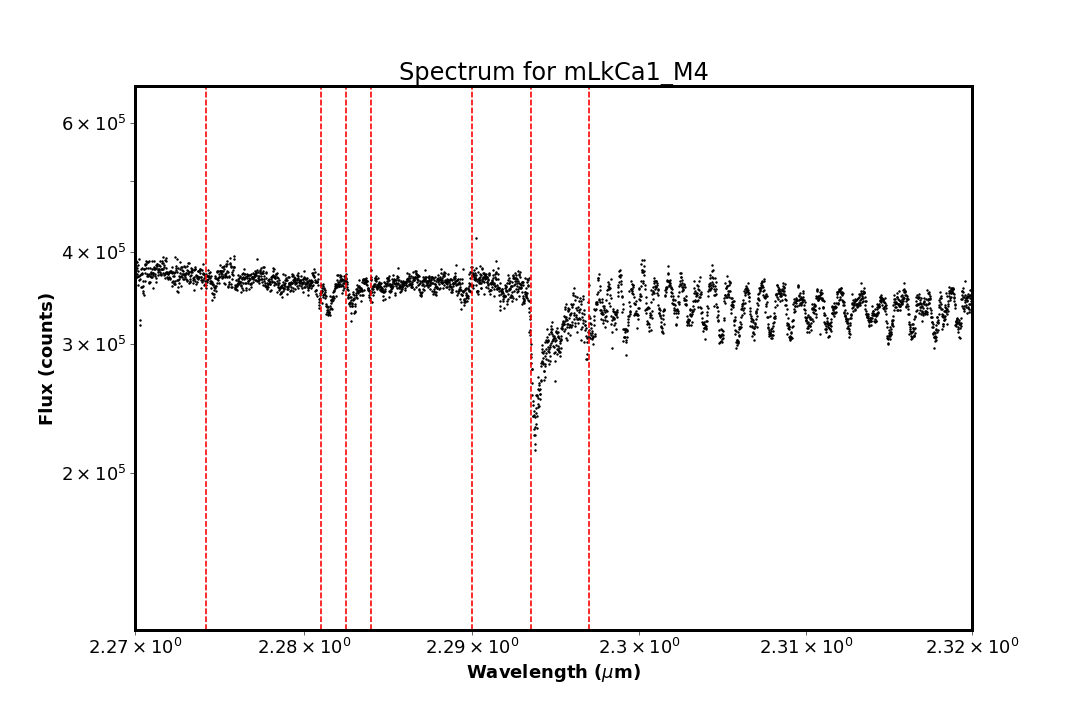 Spectrum for mLkCa1_M4
6 × 10⁵
4 × 10⁵
3 × 10⁵
2 × 10⁵
Flux (counts)
2.27 × 10⁰ 2.28 × 10⁰ 2.29 × 10⁰ 2.3 × 10⁰ 2.31 × 10⁰ 2.32 × 10⁰
Wavelength (μm)